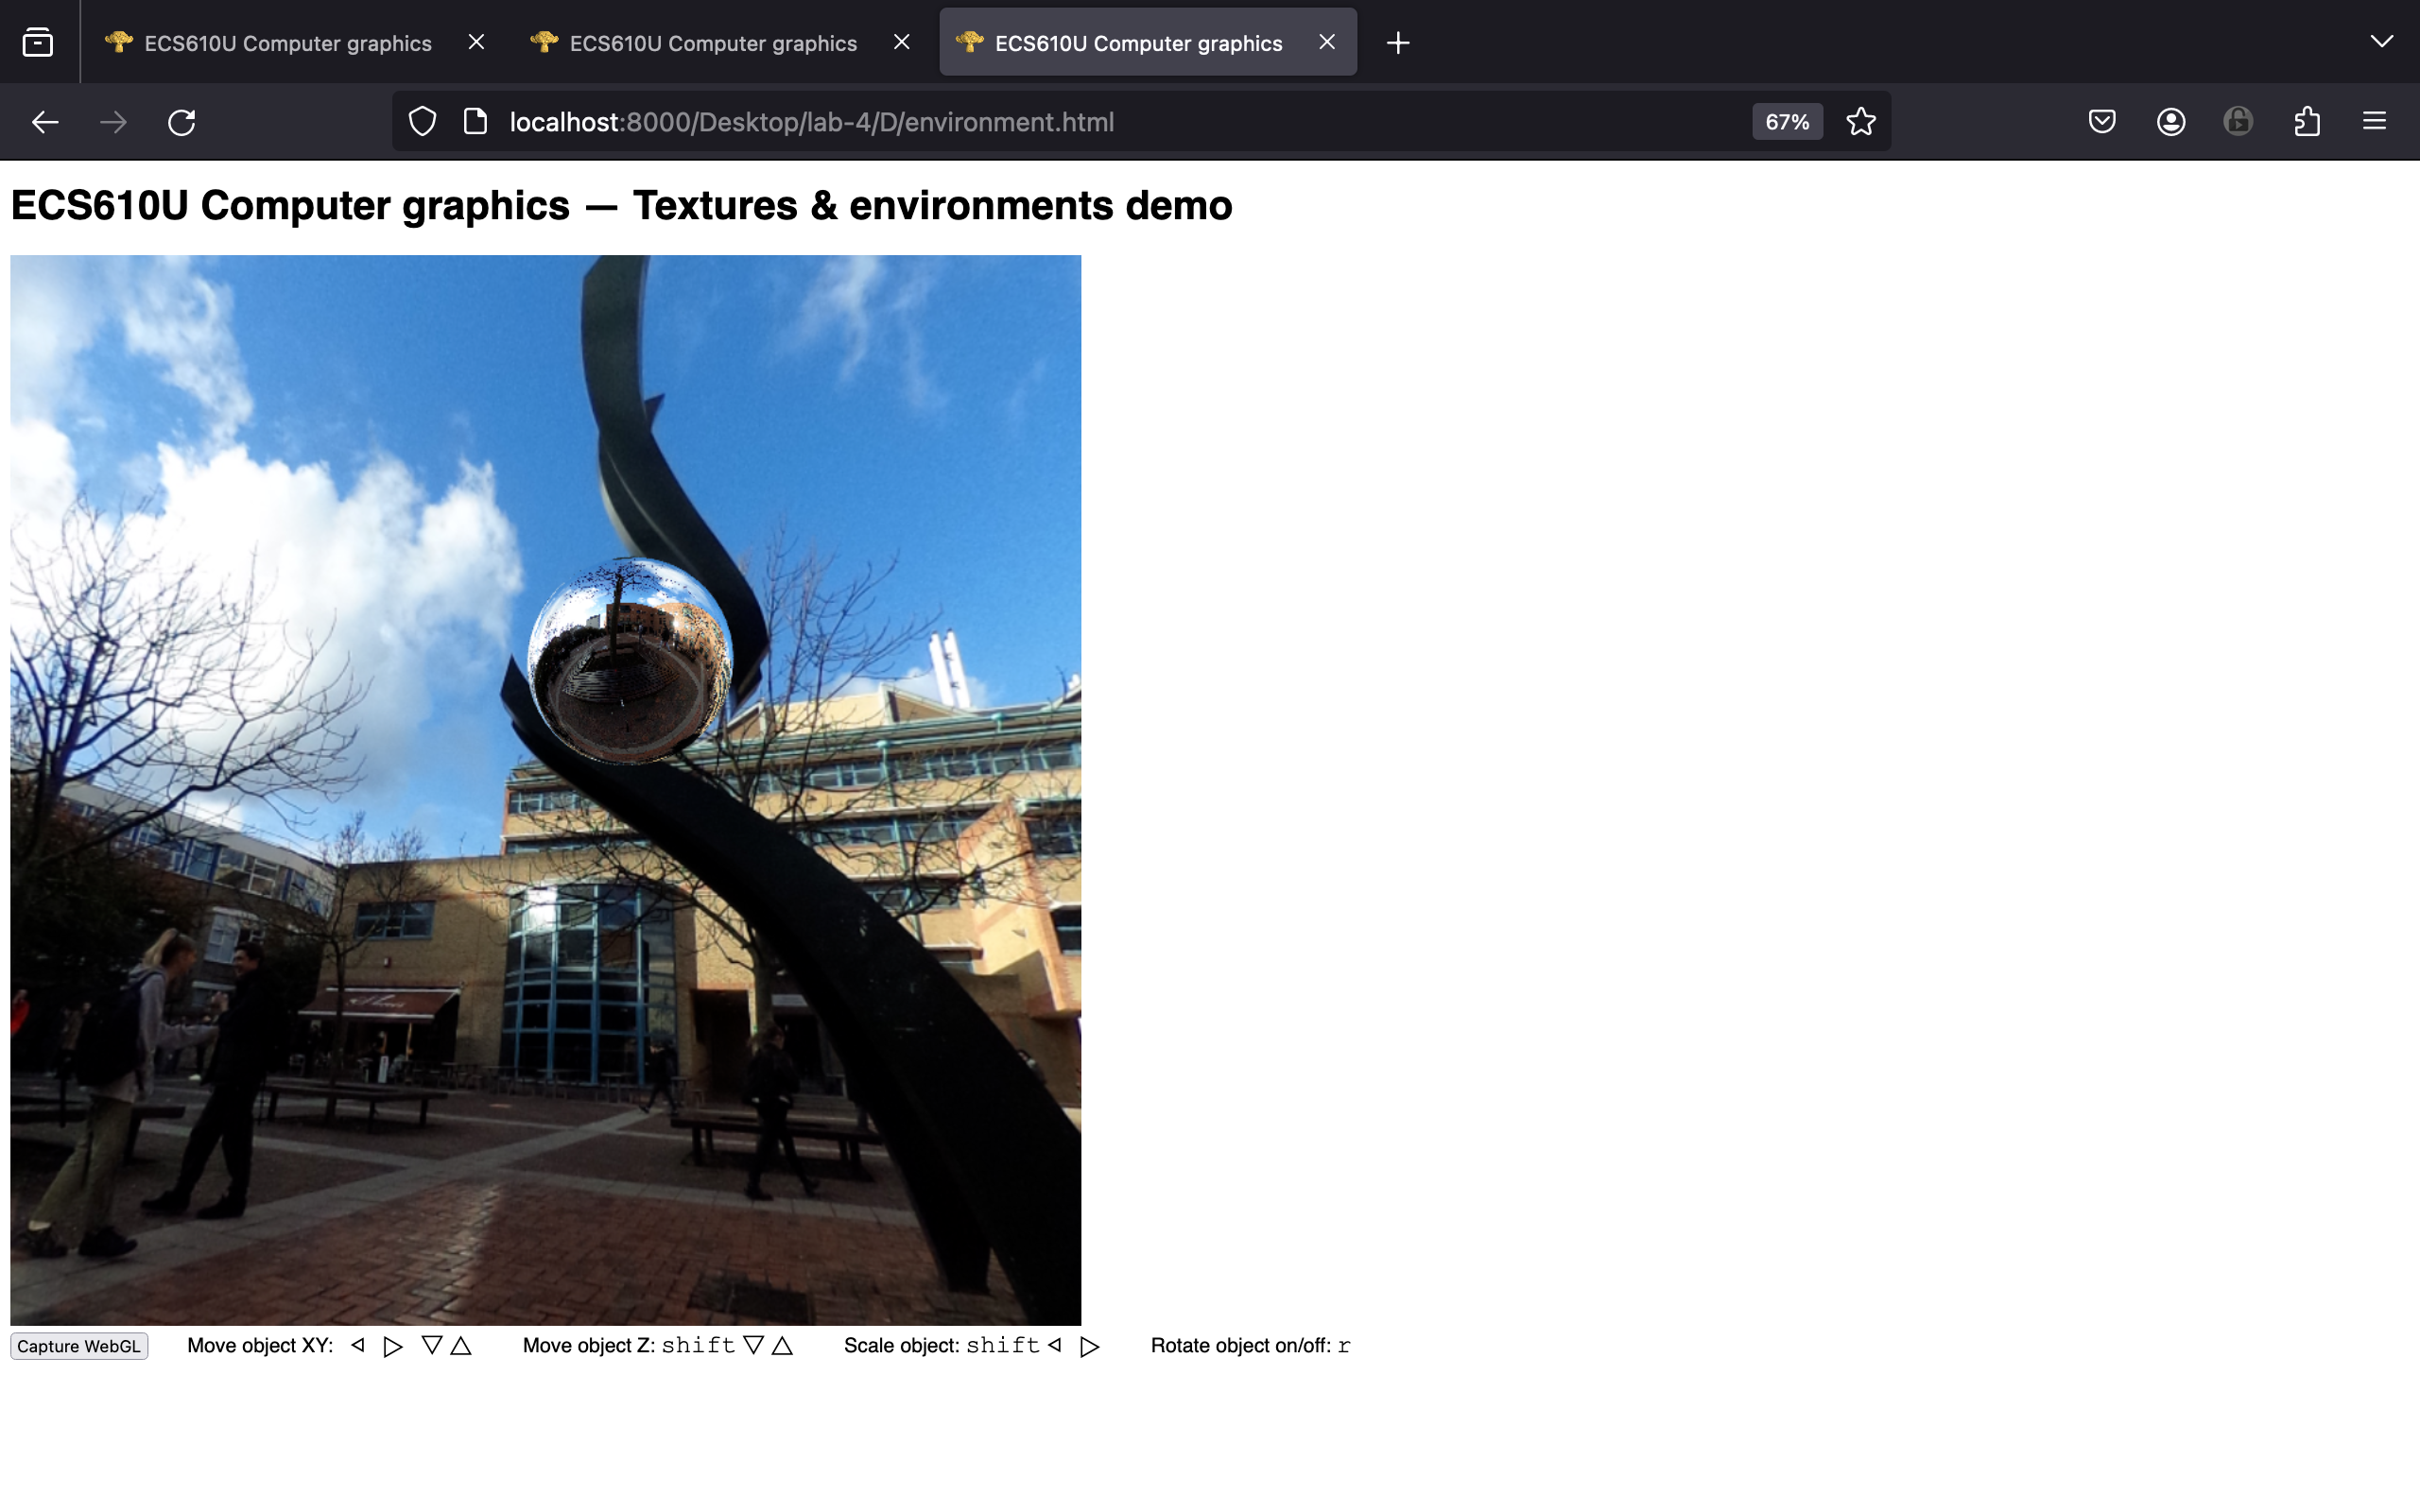 ECS610U Computer graphics ECS610U Computer graphics ECS610U Computer graphics
localhost:8000/Desktop/lab-4/D/environment.html 67%
ECS610U Computer graphics — Textures & environments demo
Capture WebGL Move object XY: ◁ ▷ ▽ △ Move object Z: shift ▽ △ Scale object: shift ◁ ▷ Rotate object on/off: r